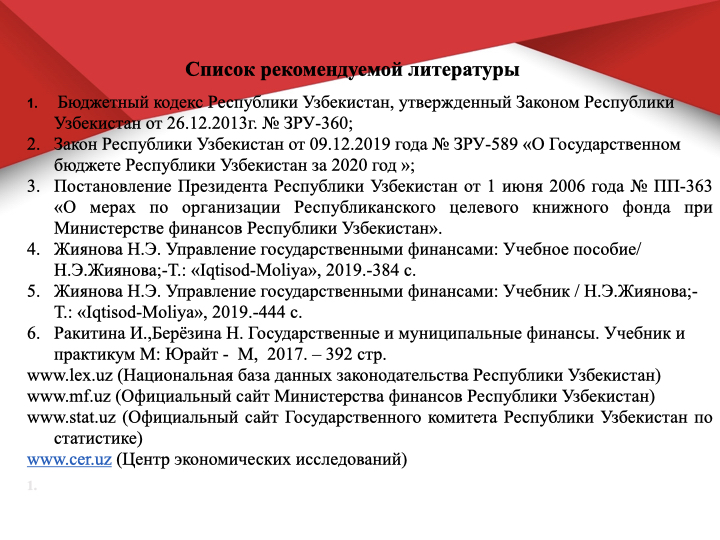 Список рекомендуемой литературы
1. Бюджетный кодекс Республики Узбекистан, утвержденный Законом Республики
Узбекистан от 26.12.2013г. № ЗРУ-360;
2. Закон Республики Узбекистан от 09.12.2019 года № ЗРУ-589 «О Государственном
бюджете Республики Узбекистан за 2020 год »;
3. Постановление Президента Республики Узбекистан от 1 июня 2006 года № ПП-363
«О мерах по организации Республиканского целевого книжного фонда при
Министерстве финансов Республики Узбекистан».
4. Жиянова Н.Э. Управление государственными финансами: Учебное пособие/
Н.Э.Жиянова;-Т.: «Iqtisod-Moliya», 2019.-384 с.
5. Жиянова Н.Э. Управление государственными финансами: Учебник / Н.Э.Жиянова;-
Т.: «Iqtisod-Moliya», 2019.-444 с.
6. Ракитина И.,Берёзина Н. Государственные и муниципальные финансы. Учебник и
практикум М: Юрайт - М, 2017. – 392 стр.
www.lex.uz (Национальная база данных законодательства Республики Узбекистан)
www.mf.uz (Официальный сайт Министерства финансов Республики Узбекистан)
www.stat.uz (Официальный сайт Государственного комитета Республики Узбекистан по
статистике)
www.cer.uz (Центр экономических исследований)
1.